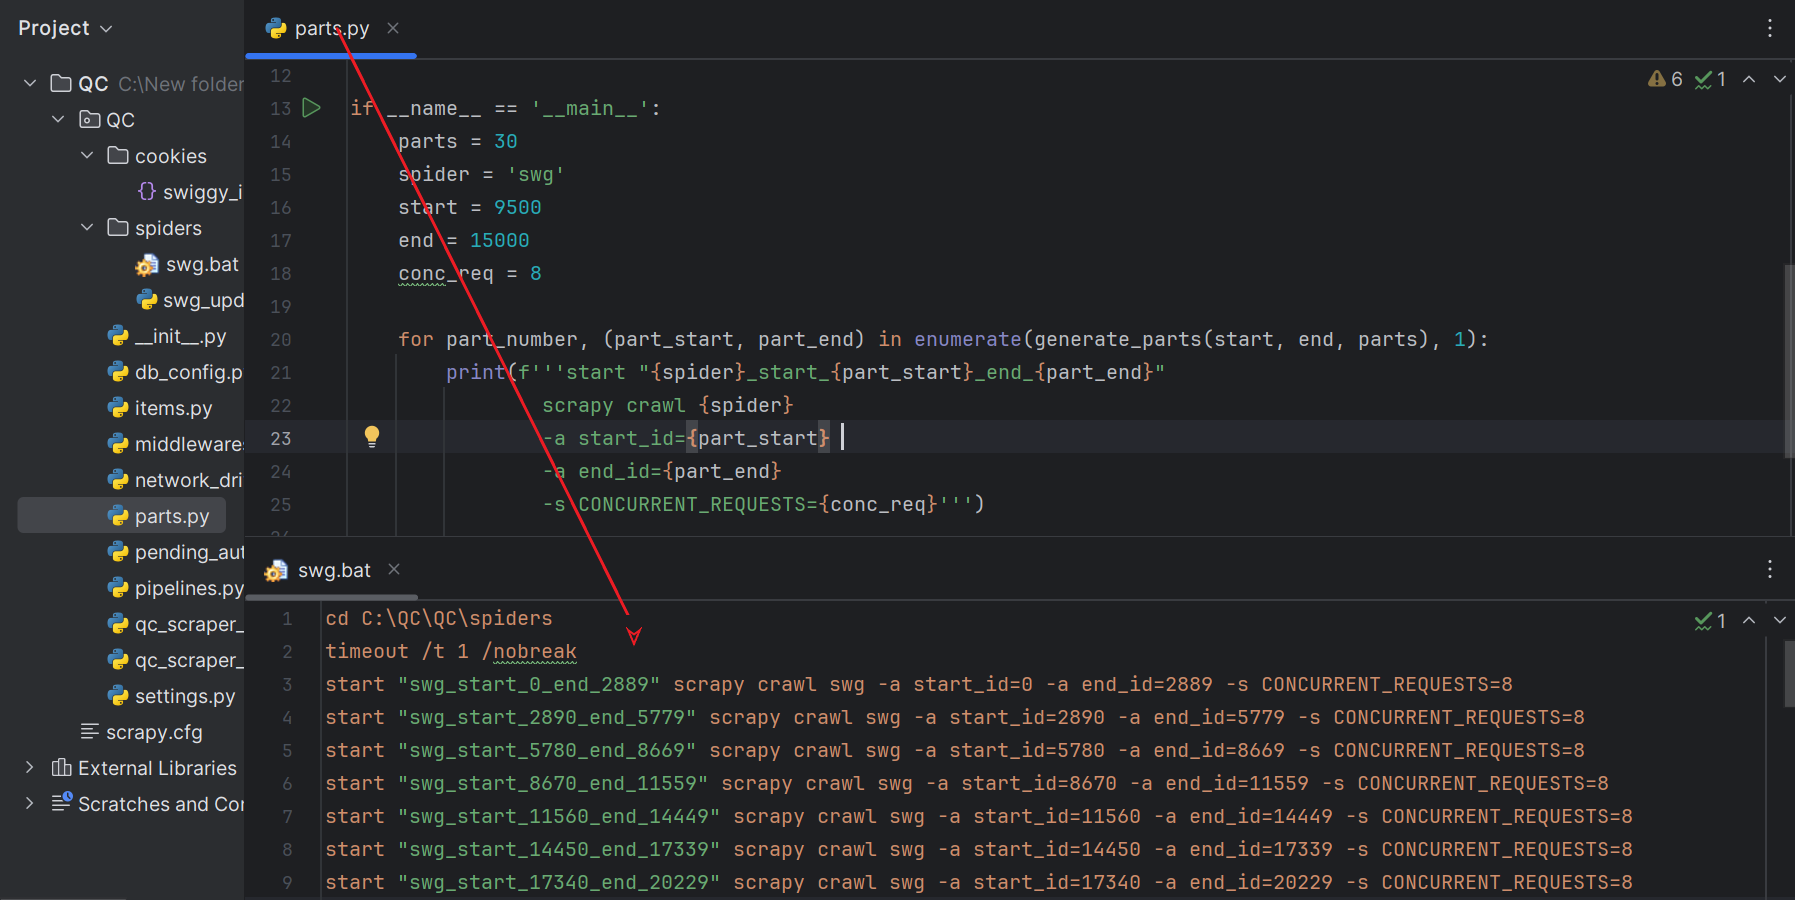 Project
QC C:\New folder
QC
cookies
swiggy_i
spiders
swg.bat
swg_upd
__init__.py
db_config.p
items.py
middleware
network_dri
parts.py
pending_aut
pipelines.py
qc_scraper_
qc_scraper_
settings.py
scrapy.cfg
External Libraries
Scratches and Cor
parts.py
6 1
12
13 if __name__ == '__main__':
14 parts = 30
15 spider = 'swg'
16 start = 9500
17 end = 15000
18 conc_req = 8
19
20 for part_number, (part_start, part_end) in enumerate(generate_parts(start, end, parts), 1):
21 print(f'''start "{spider}_start_{part_start}_end_{part_end}"
22 scrapy crawl {spider}
23 -a start_id={part_start}
24 -a end_id={part_end}
25 -s CONCURRENT_REQUESTS={conc_req}''')
swg.bat
1
1 cd C:\QC\QC\spiders
2 timeout /t 1 /nobreak
3 start "swg_start_0_end_2889" scrapy crawl swg -a start_id=0 -a end_id=2889 -s CONCURRENT_REQUESTS=8
4 start "swg_start_2890_end_5779" scrapy crawl swg -a start_id=2890 -a end_id=5779 -s CONCURRENT_REQUESTS=8
5 start "swg_start_5780_end_8669" scrapy crawl swg -a start_id=5780 -a end_id=8669 -s CONCURRENT_REQUESTS=8
6 start "swg_start_8670_end_11559" scrapy crawl swg -a start_id=8670 -a end_id=11559 -s CONCURRENT_REQUESTS=8
7 start "swg_start_11560_end_14449" scrapy crawl swg -a start_id=11560 -a end_id=14449 -s CONCURRENT_REQUESTS=8
8 start "swg_start_14450_end_17339" scrapy crawl swg -a start_id=14450 -a end_id=17339 -s CONCURRENT_REQUESTS=8
9 start "swg_start_17340_end_20229" scrapy crawl swg -a start_id=17340 -a end_id=20229 -s CONCURRENT_REQUESTS=8